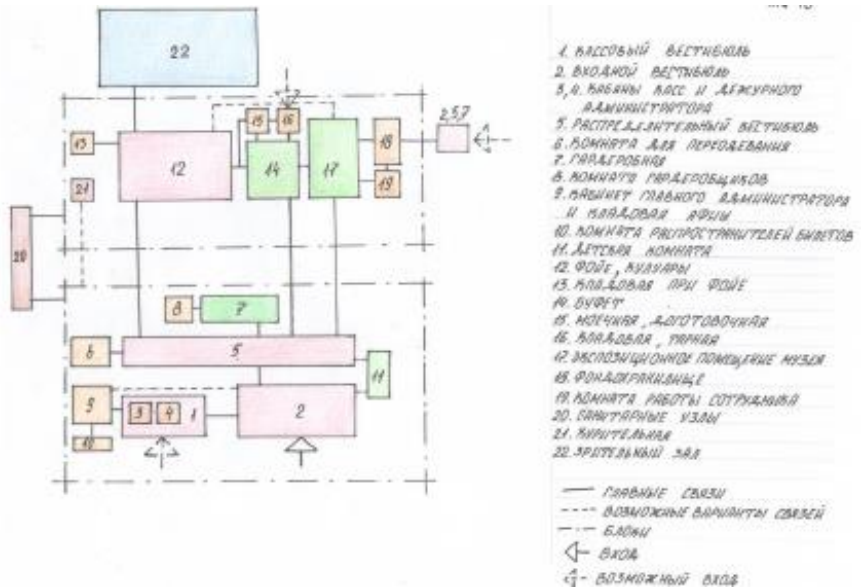 22
13
12
15
16
14
17
18
19
2,5,7
21
20
8
7
6
5
11
9
3
4
1
2
10
1. КАССОВЫЙ ВЕСТИБЮЛЬ
2. ВХОДНОЙ ВЕСТИБЮЛЬ
3,4. КАБИНЫ КАСС И ДЕЖУРНОГО
АДМИНИСТРАТОРА
5. РАСПРЕДЕЛИТЕЛЬНЫЙ ВЕСТИБЮЛЬ
6. КОМНАТА ДЛЯ ПЕРЕОДЕВАНИЯ
7. ГАРДЕРОБНАЯ
8. КОМНАТА ГАРДЕРОБЩИКОВ
9. КАБИНЕТ ГЛАВНОГО АДМИНИСТРАТОРА
И КЛАДОВАЯ АФИШ
10. КОМНАТА РАСПРОСТРАНИТЕЛЕЙ БИЛЕТОВ
11. ДЕТСКАЯ КОМНАТА
12. ФОЙЕ, КУЛУАРЫ
13. КЛАДОВАЯ ПРИ ФОЙЕ
14. БУФЕТ
15. МОЕЧНАЯ, ДОГОТОВОЧНАЯ
16. КЛАДОВАЯ, ТАРНАЯ
17. ЭКСПОЗИЦИОННОЕ ПОМЕЩЕНИЕ МУЗЕЯ
18. ФОНДОХРАНИЛИЩЕ
19. КОМНАТА РАБОТЫ СОТРУДНИКА
20. САНИТАРНЫЕ УЗЛЫ
21. КУРИТЕЛЬНАЯ
22. ЗРИТЕЛЬНЫЙ ЗАЛ
ГЛАВНЫЕ СВЯЗИ
ВОЗМОЖНЫЕ ВАРИАНТЫ СВЯЗЕЙ
БЛОКИ
ВХОД
ВОЗМОЖНЫЙ ВХОД